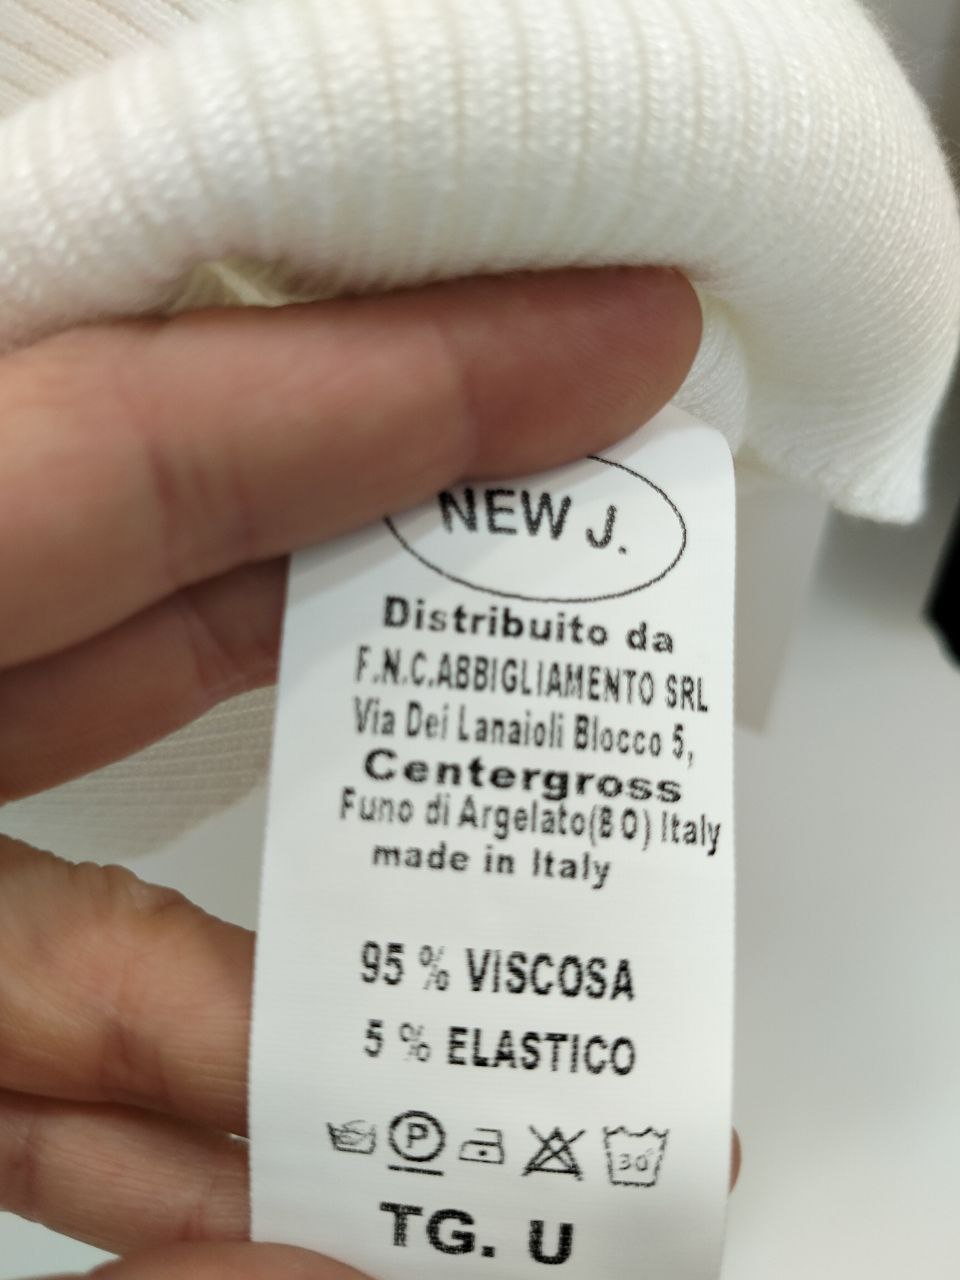 NEW J.
Distribuito da
F.N.C.ABBIGLIAMENTO SRL
Via Dei Lanaioli Blocco 5,
Centergross
Funo di Argelato(BO) Italy
made in Italy
95 % VISCOSA
5 % ELASTICO
P 30°
TG. U